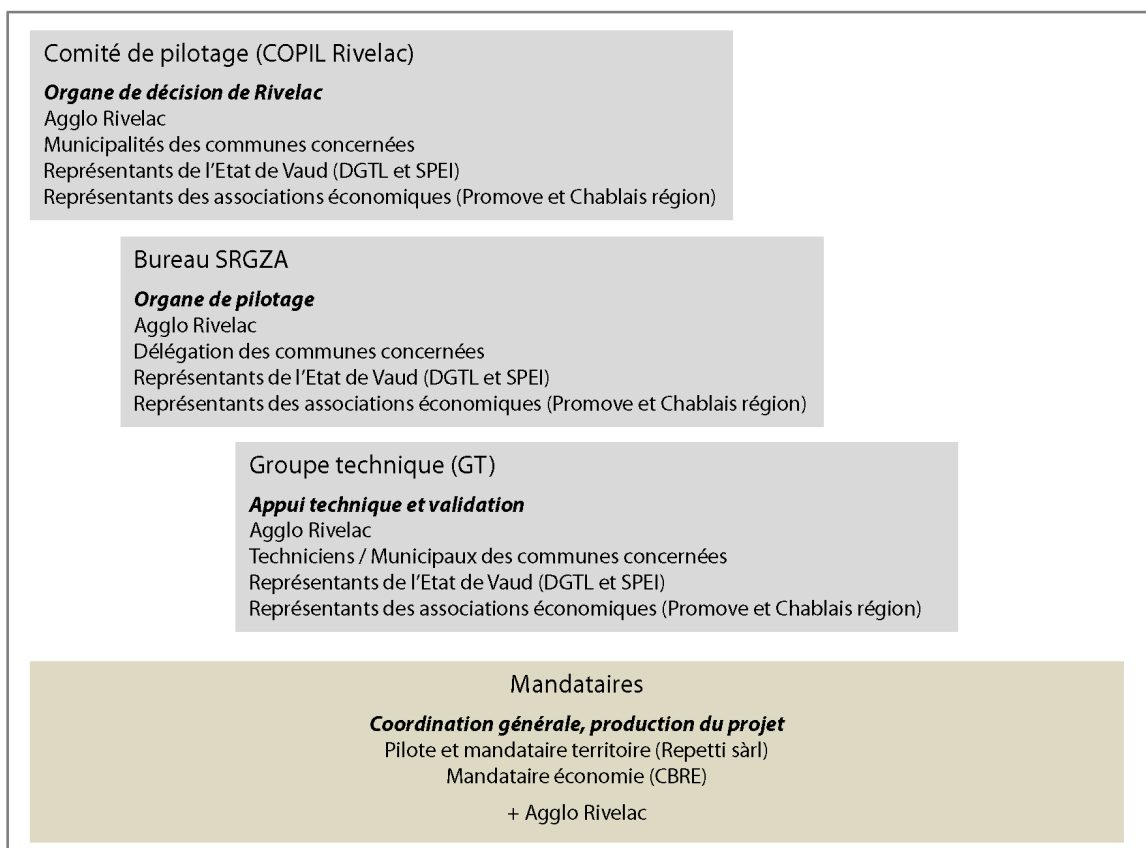 Comité de pilotage (COPIL Rivelac)
Organe de décision de Rivelac
Agglo Rivelac
Municipalités des communes concernées
Représentants de l'Etat de Vaud (DGTL et SPEI)
Représentants des associations économiques (Promove et Chablais région)
Bureau SRGZA
Organe de pilotage
Agglo Rivelac
Délégation des communes concernées
Représentants de l'Etat de Vaud (DGTL et SPEI)
Représentants des associations économiques (Promove et Chablais région)
Groupe technique (GT)
Appui technique et validation
Agglo Rivelac
Techniciens / Municipaux des communes concernées
Représentants de l'Etat de Vaud (DGTL et SPEI)
Représentants des associations économiques (Promove et Chablais région)
Mandataires
Coordination générale, production du projet
Pilote et mandataire territoire (Repetti sàrl)
Mandataire économie (CBRE)
+ Agglo Rivelac